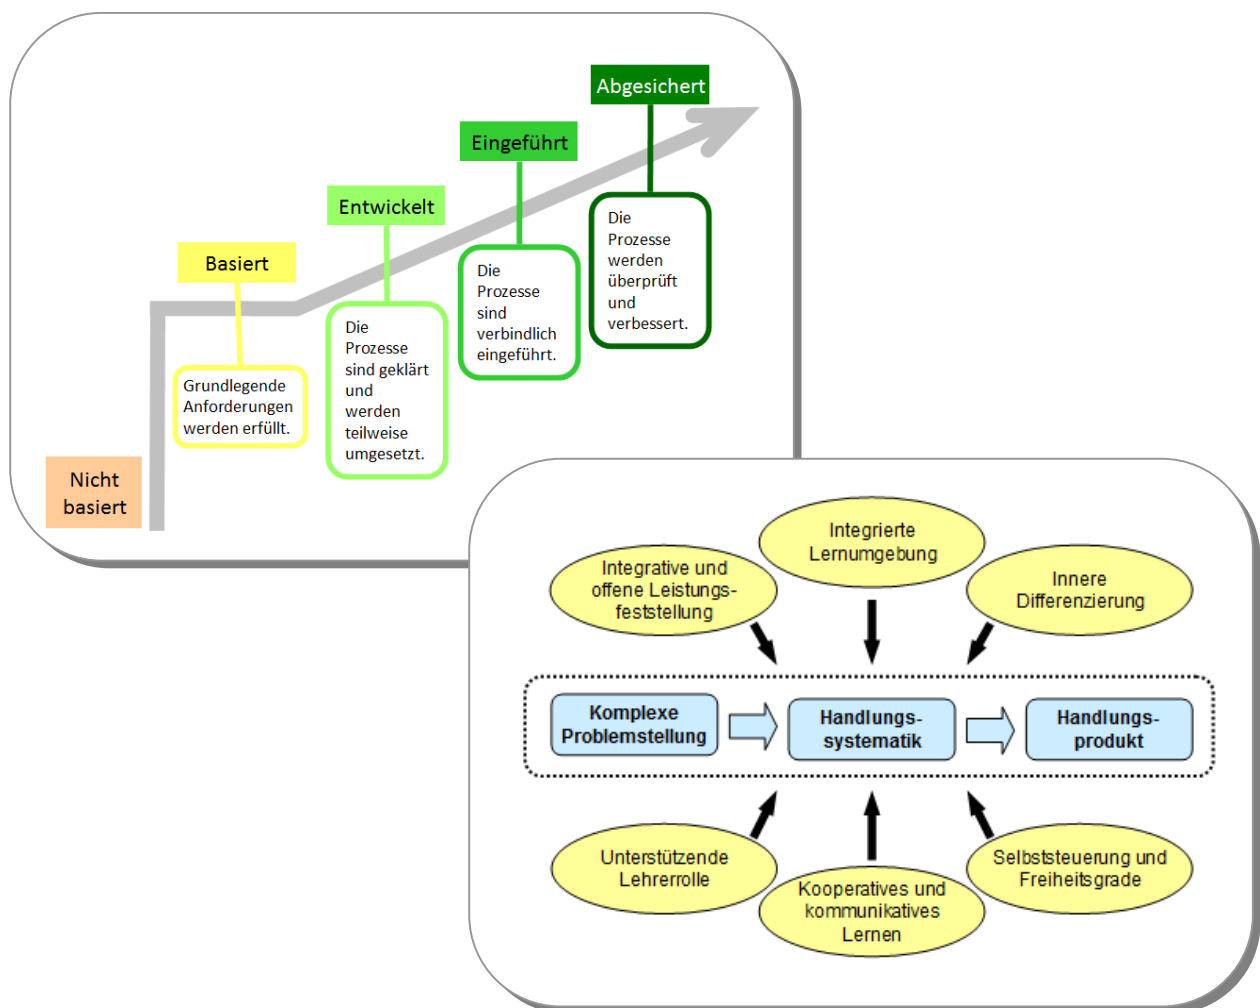 Abgesichert
Die
Prozesse
werden
überprüft
und
verbessert.
Eingeführt
Die
Prozesse
sind
verbindlich
eingeführt.
Entwickelt
Die
Prozesse
sind geklärt
und
werden
teilweise
umgesetzt.
Basiert
Grundlegende
Anforderungen
werden erfüllt.
Nicht
basiert
Integrative und
offene Leistungs-
feststellung
Integrierte
Lernumgebung
Innere
Differenzierung
Komplexe
Problemstellung
Handlungs-
systematik
Handlungs-
produkt
Unterstützende
Lehrerrolle
Kooperatives und
kommunikatives
Lernen
Selbststeuerung und
Freiheitsgrade